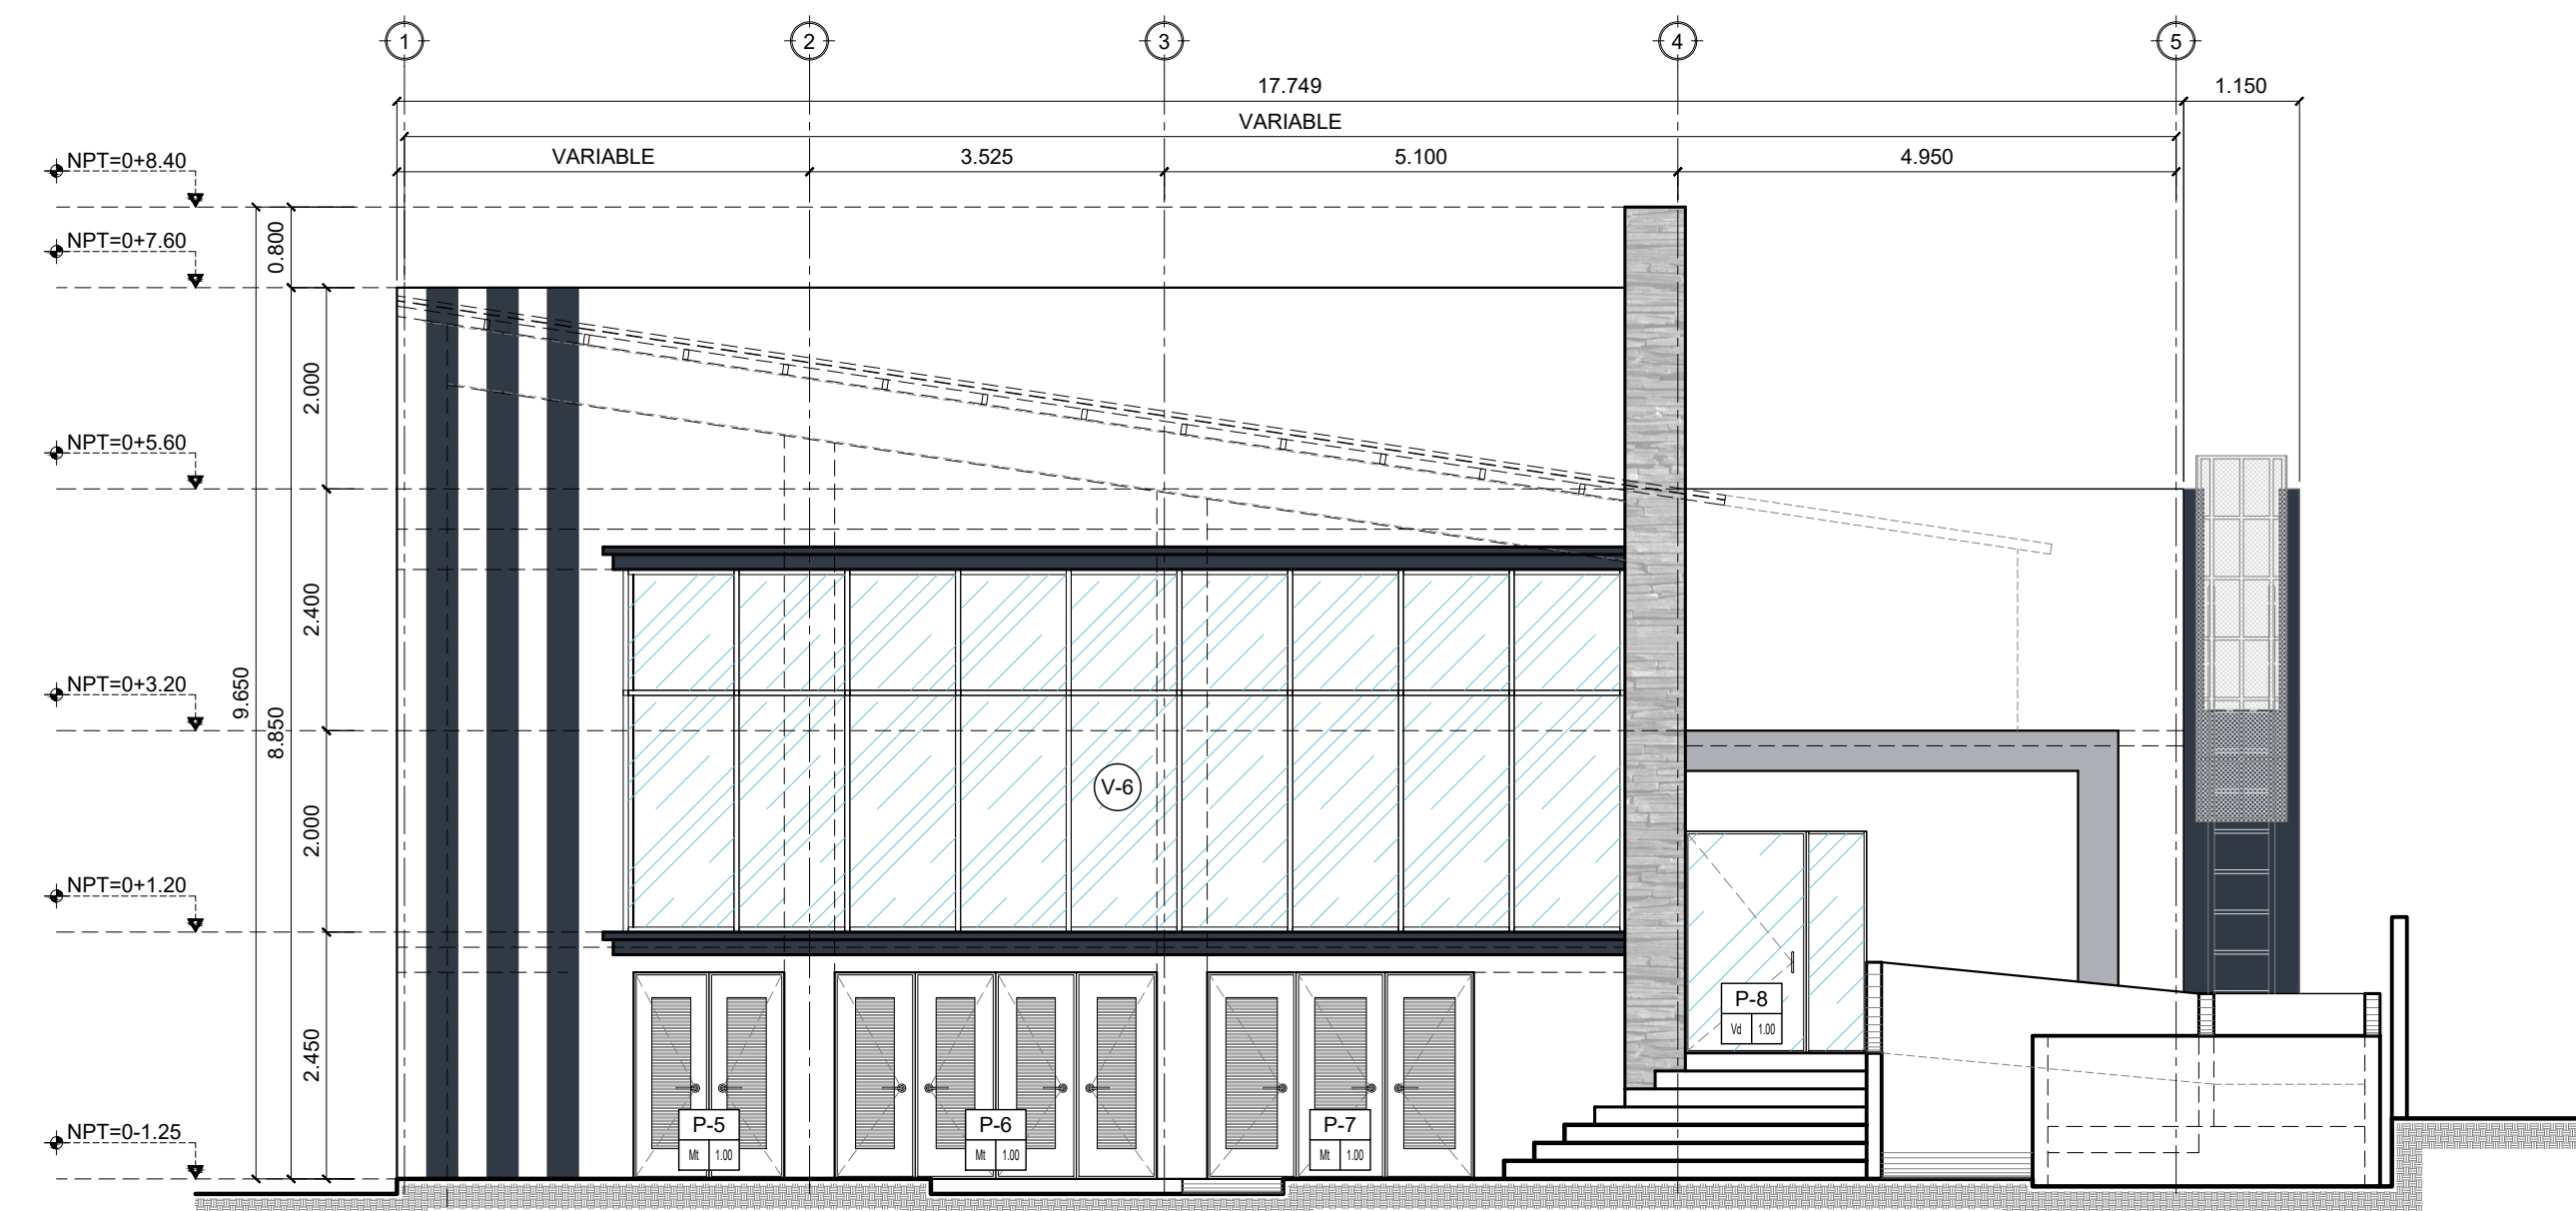 1 2 3 4 5
17.749 1.150
VARIABLE
VARIABLE 3.525 5.100 4.950
NPT=0+8.40
NPT=0+7.60
0.800
2.000
NPT=0+5.60
2.400
NPT=0+3.20
9.650
8.850
V-6
2.000
NPT=0+1.20
P-8
Vd 1.00
2.450
P-5 P-6 P-7
Mt 1.00 Mt 1.00 Mt 1.00
NPT=0-1.25